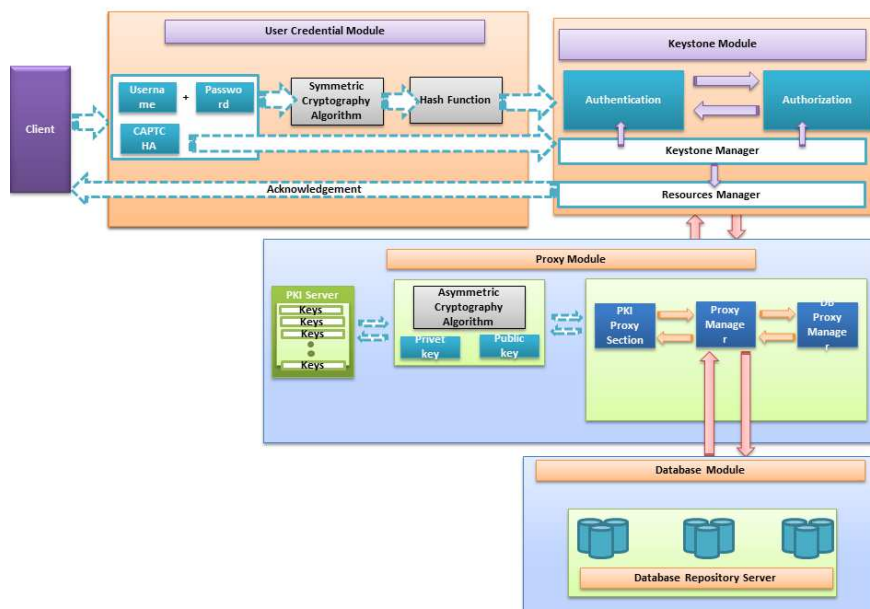 User Credential Module
Keystone Module
Client
Userna
me
+
Passwo
rd
CAPTC
HA
Symmetric
Cryptography
Algorithm
Hash Function
Authentication
Authorization
Keystone Manager
Acknowledgement
Resources Manager
Proxy Module
PKI Server
Keys
Keys
Keys
Keys
Asymmetric
Cryptography
Algorithm
Privet
key
Public
key
PKI
Proxy
Section
Proxy
Manage
r
DB
Proxy
Manage
r
Database Module
Database Repository Server